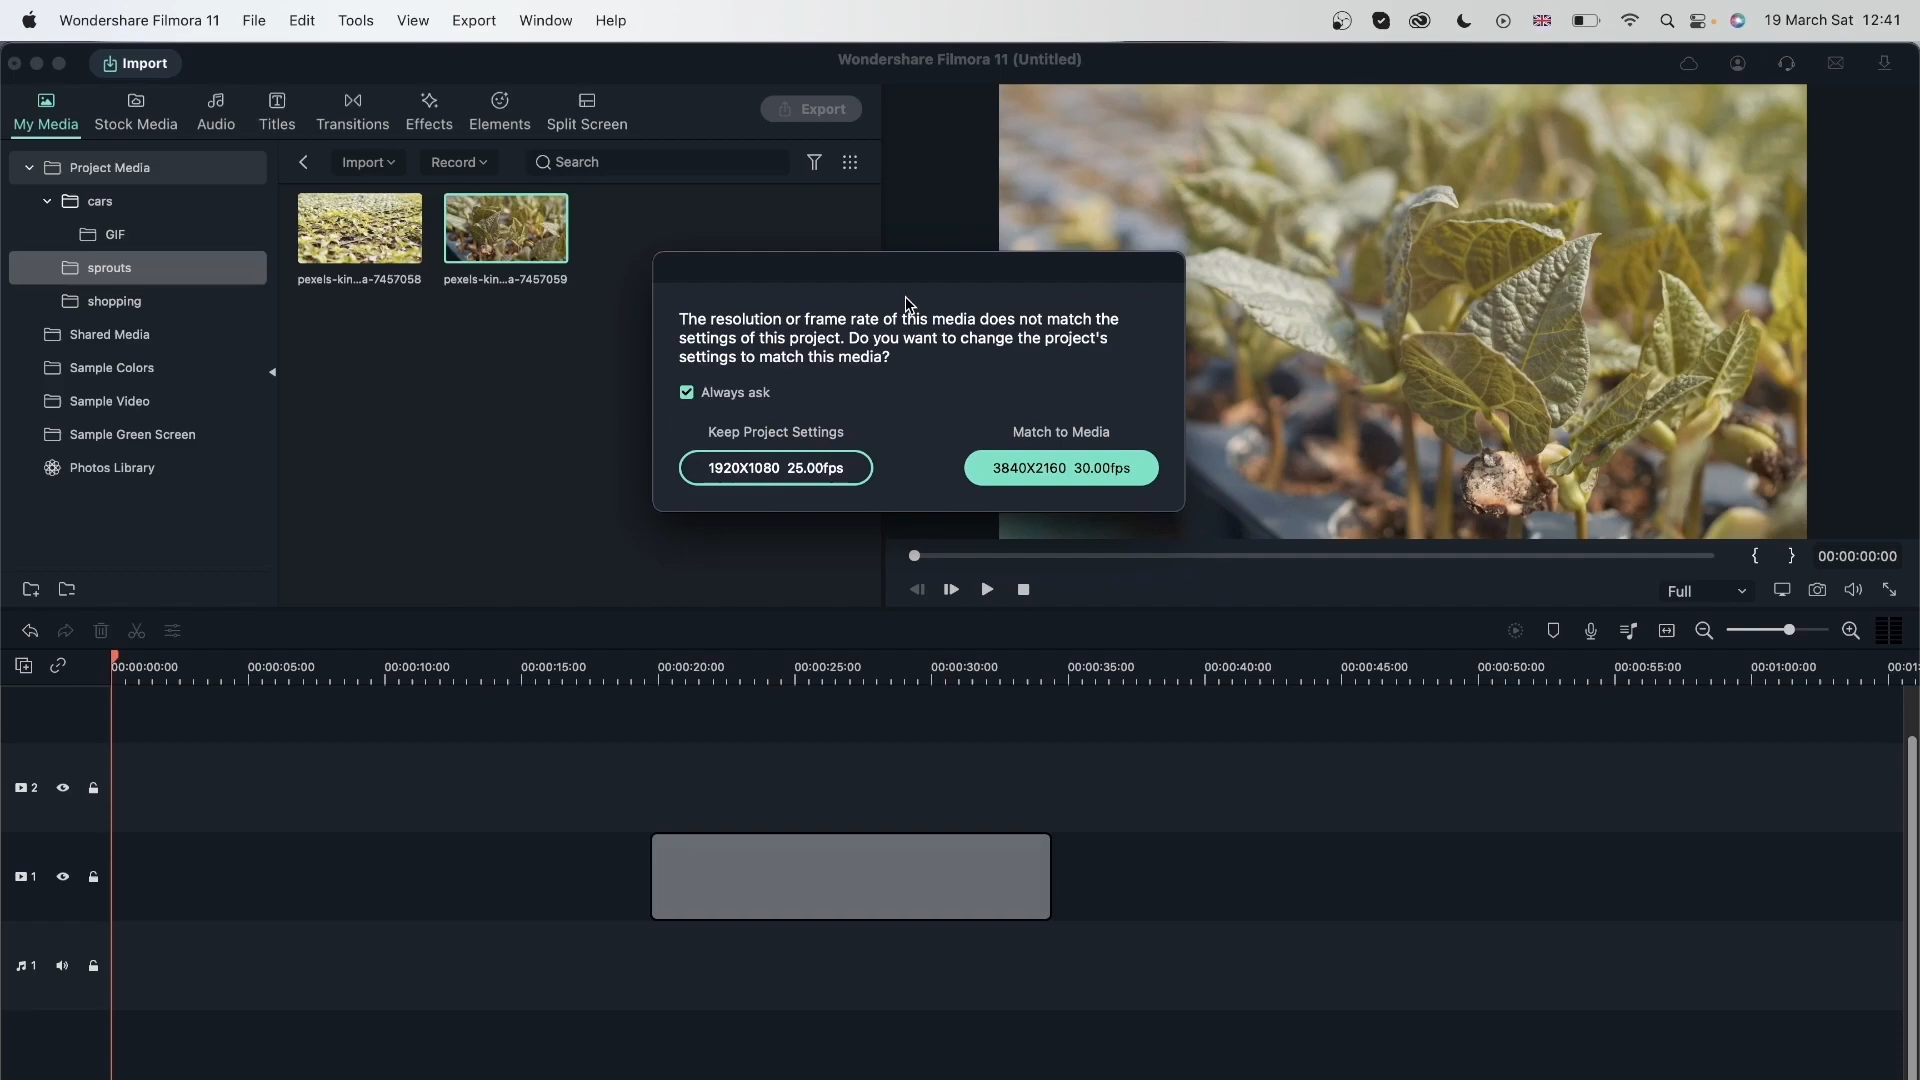 Wondershare Filmora 11 File Edit Tools View Export Window Help 19 March Sat 12:41
Import Wondershare Filmora 11 (Untitled)
My Media Stock Media Audio Titles Transitions Effects Elements Split Screen Export
Project Media
cars
GIF
sprouts
shopping
Shared Media
Sample Colors
Sample Video
Sample Green Screen
Photos Library
Import Record Search
pexels-kin...a-7457058 pexels-kin...a-7457059
The resolution or frame rate of this media does not match the
settings of this project. Do you want to change the project's
settings to match this media?
Always ask
Keep Project Settings Match to Media
1920X1080 25.00fps 3840X2160 30.00fps
{ } 00:00:00:00
Full
00:00:00:00 00:00:05:00 00:00:10:00 00:00:15:00 00:00:20:00 00:00:25:00 00:00:30:00 00:00:35:00 00:00:40:00 00:00:45:00 00:00:50:00 00:00:55:00 00:01:00:00 00:01:
2
1
1